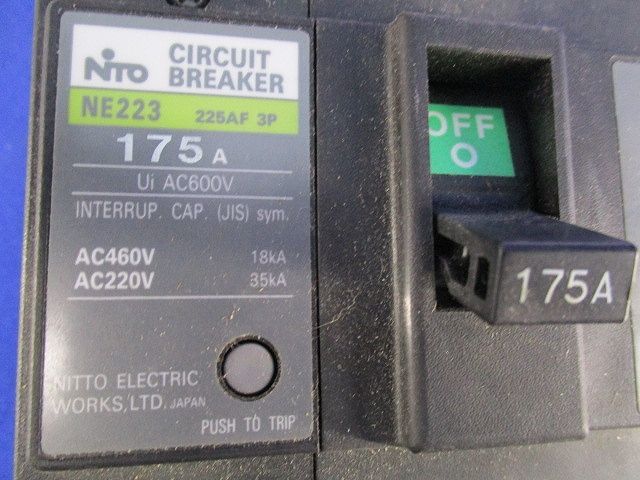 NITO CIRCUIT
BREAKER
NE223 225AF 3P
175 A
Ui AC600V
INTERRUP. CAP. (JIS) sym.
AC460V 18kA
AC220V 35kA
NITTO ELECTRIC
WORKS,LTD. JAPAN
PUSH TO TRIP
OFF
O
175A